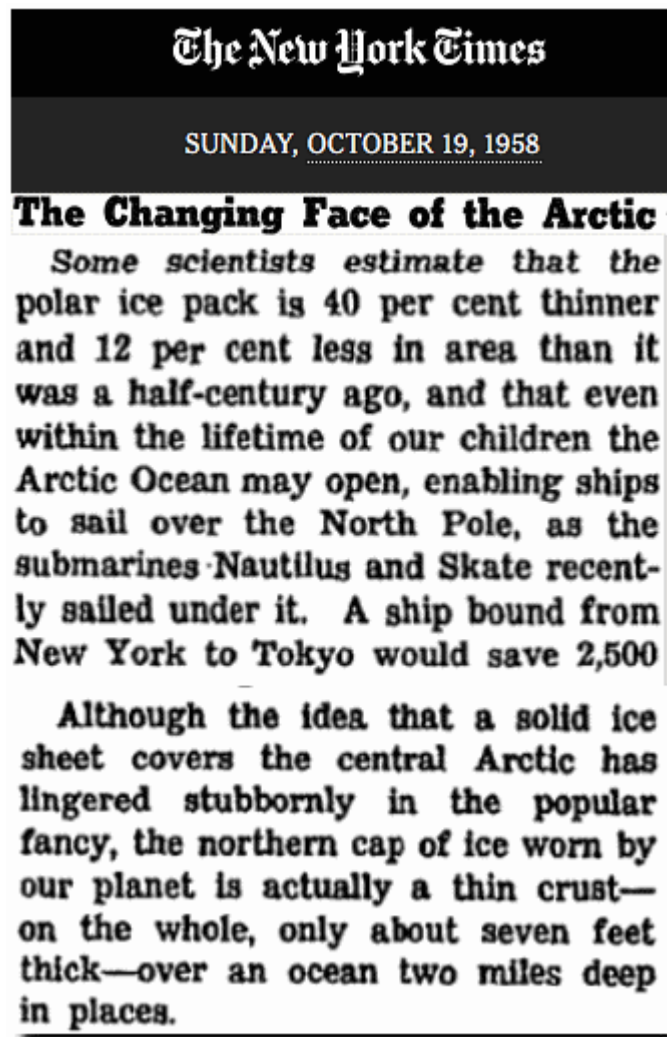 The New York Times
SUNDAY, OCTOBER 19, 1958
The Changing Face of the Arctic
Some scientists estimate that the
polar ice pack is 40 per cent thinner
and 12 per cent less in area than it
was a half-century ago, and that even
within the lifetime of our children the
Arctic Ocean may open, enabling ships
to sail over the North Pole, as the
submarines Nautilus and Skate recent-
ly sailed under it. A ship bound from
New York to Tokyo would save 2,500
Although the idea that a solid ice
sheet covers the central Arctic has
lingered stubbornly in the popular
fancy, the northern cap of ice worn by
our planet is actually a thin crust—
on the whole, only about seven feet
thick—over an ocean two miles deep
in places.